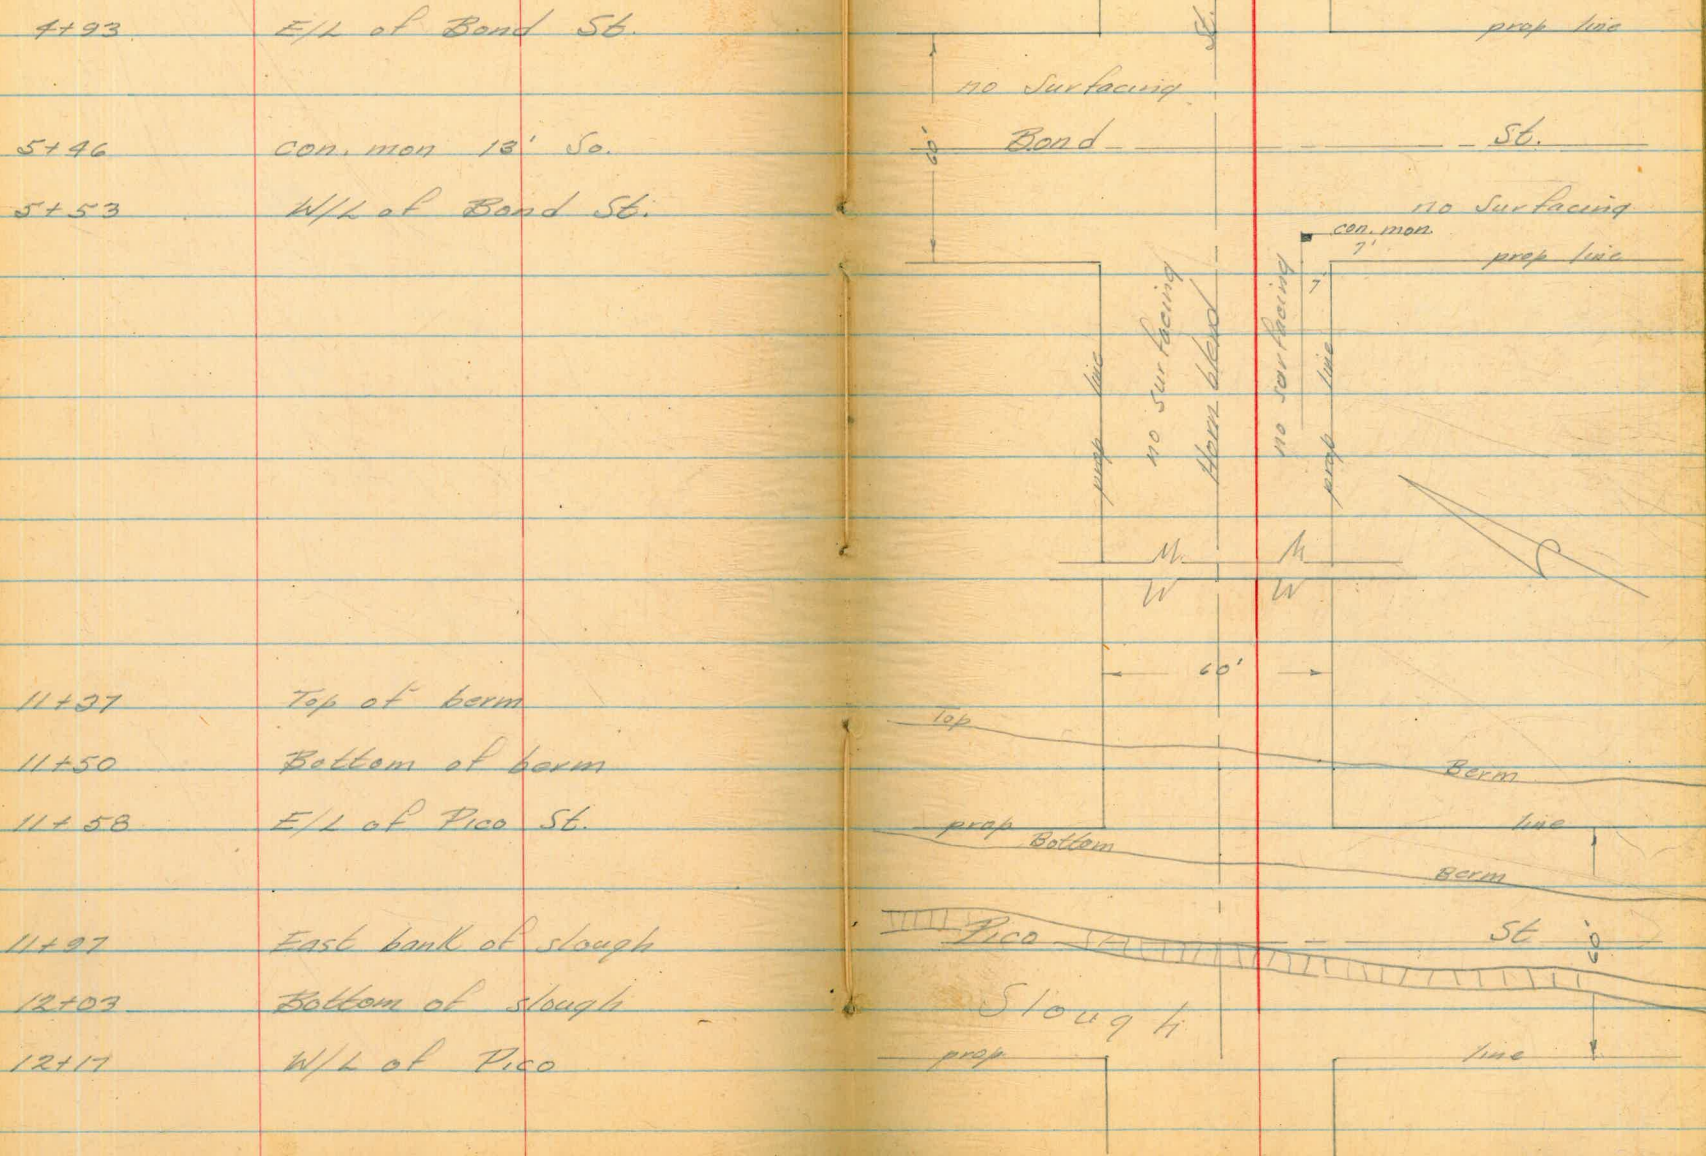 4+93 E/L of Bond St.
5+46 con. mon 13' So.
5+53 W/L of Bond St.
11+37 Top of berm
11+50 Bottom of berm
11+58 E/L of Pico St.
11+97 East bank of slough
12+03 Bottom of slough
12+17 W/L of Pico
St.
prop line
no Surfacing
60'
Bond St.
no Surfacing
con. mon.
7'
prop line
7
prop line
no surfacing
Horn blend
no surfacing
prop line
60'
Top
Berm
prop line
Bottom
Berm
Pico St
60'
Slough
prop line